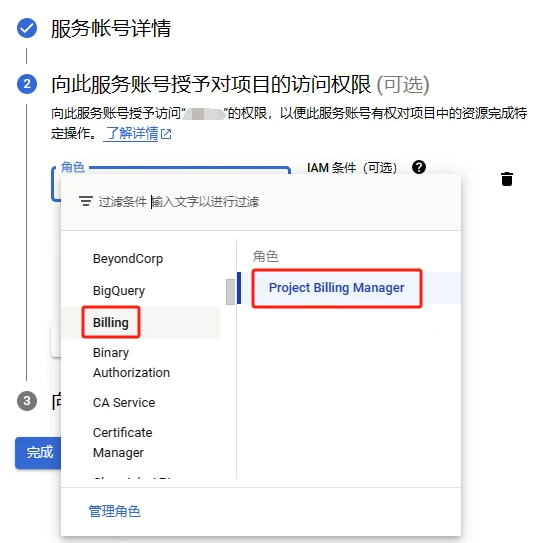 服务帐号详情
2 向此服务账号授予对项目的访问权限 (可选)
向此服务账号授予访问“ ”的权限，以便此服务账号有权对项目中的资源完成特
定操作。了解详情
角色
IAM 条件（可选）
过滤条件 输入文字以进行过滤
BeyondCorp
BigQuery
Billing
Binary
Authorization
CA Service
Certificate
Manager
角色
Project Billing Manager
3 向
完成
管理角色